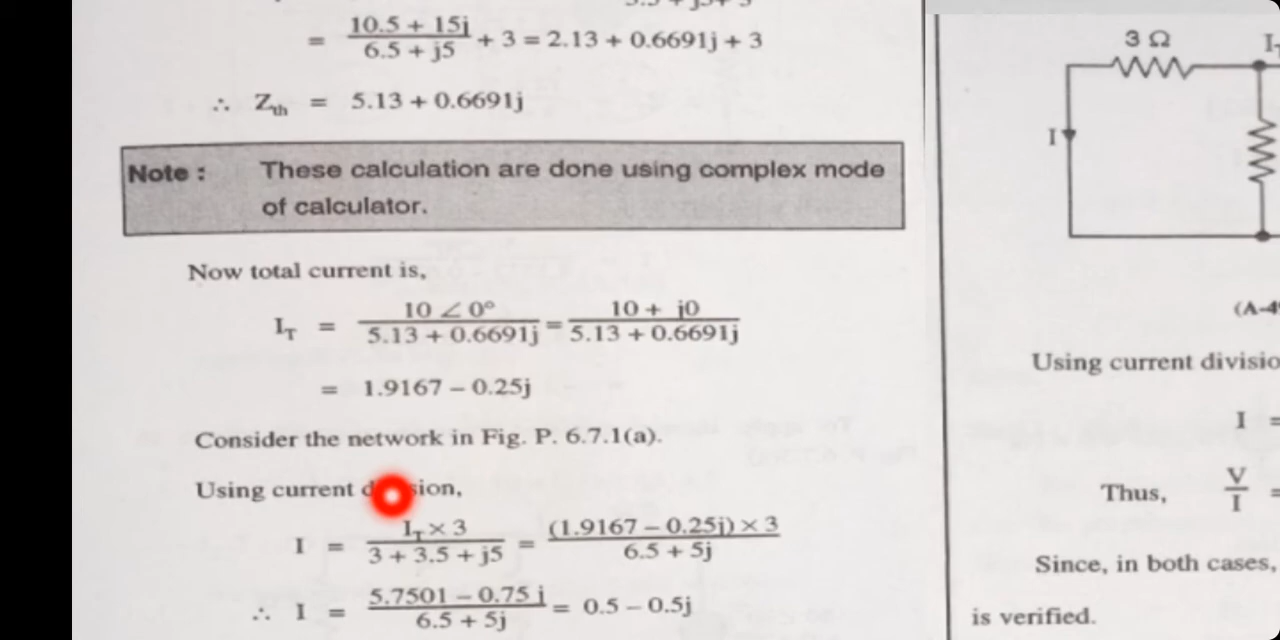 = 10.5 + 15j / 6.5 + j5 + 3 = 2.13 + 0.6691j + 3
∴ Zth = 5.13 + 0.6691j
Note : These calculation are done using complex mode
of calculator.
Now total current is,
IT = 10 ∠ 0° / 5.13 + 0.6691j = 10 + j0 / 5.13 + 0.6691j
= 1.9167 – 0.25j
Consider the network in Fig. P. 6.7.1(a).
Using current sion,
I = IT × 3 / 3 + 3.5 + j5 = (1.9167 – 0.25j) × 3 / 6.5 + 5j
∴ I = 5.7501 – 0.75 j / 6.5 + 5j = 0.5 – 0.5j
3 Ω
I
(A-4
Using current divisio
I =
Thus, V / I =
Since, in both cases,
is verified.